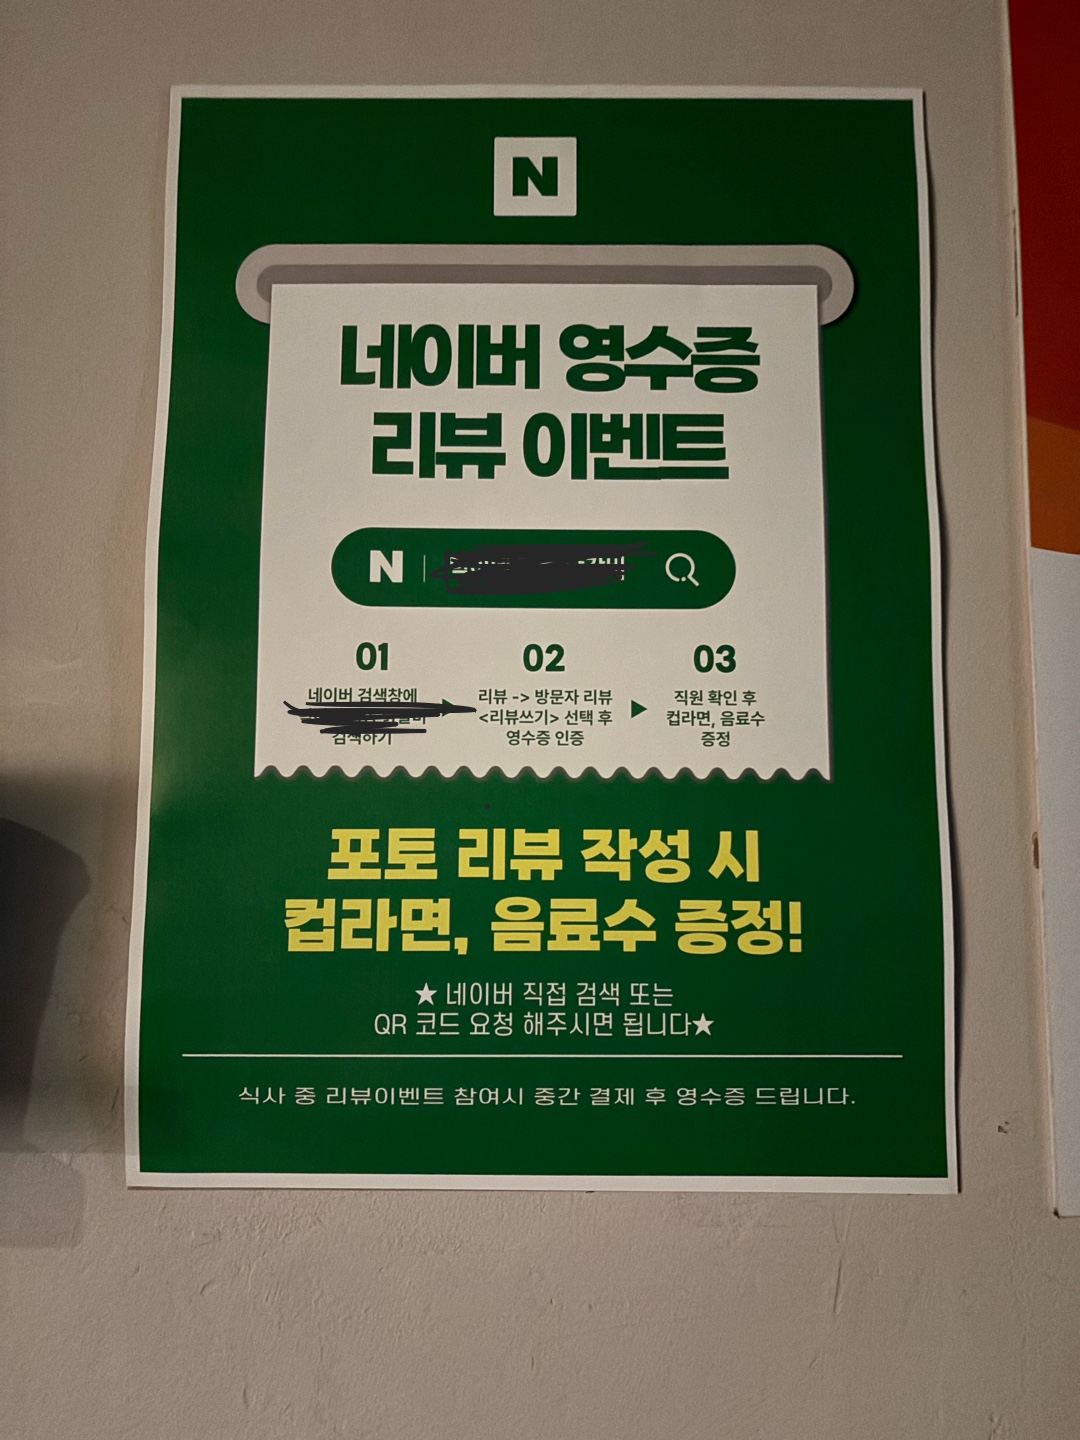 N
네이버 영수증
리뷰 이벤트
N
01
네이버 검색창에
검색하기
02
리뷰 -> 방문자 리뷰
<리뷰쓰기> 선택 후
영수증 인증
03
직원 확인 후
컵라면, 음료수
증정
포토 리뷰 작성 시
컵라면, 음료수 증정!
★ 네이버 직접 검색 또는
QR 코드 요청 해주시면 됩니다★
식사 중 리뷰이벤트 참여시 중간 결제 후 영수증 드립니다.